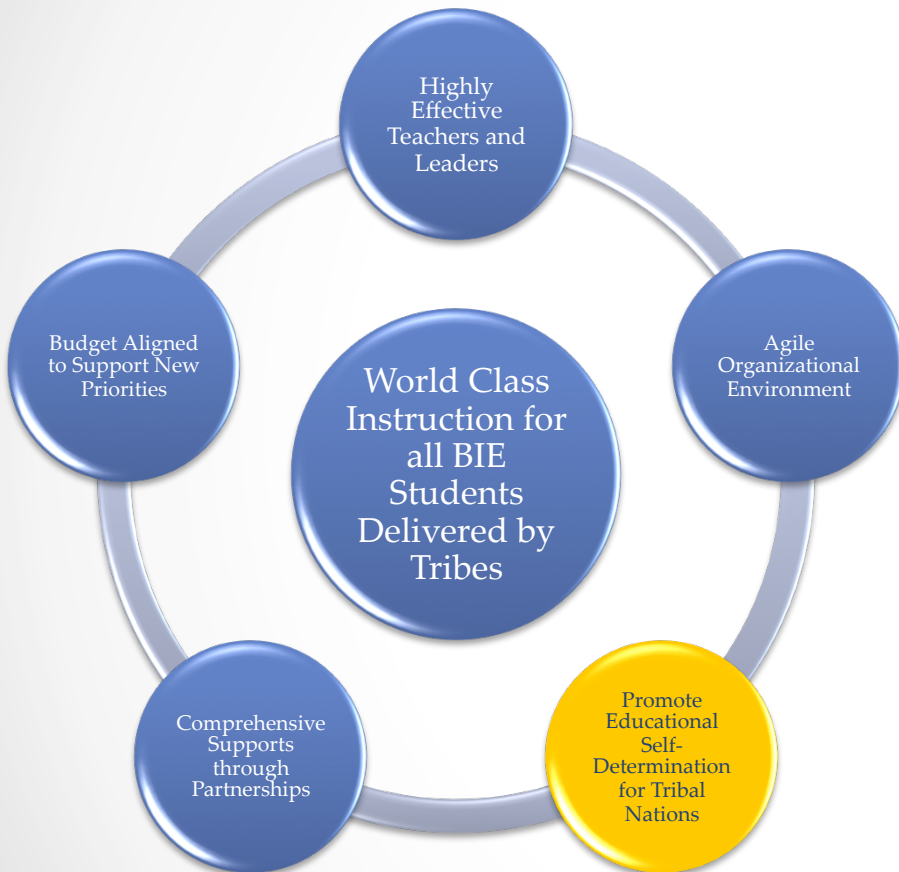 Highly
Effective
Teachers and
Leaders
Agile
Organizational
Environment
Promote
Educational
Self-
Determination
for Tribal
Nations
Comprehensive
Supports
through
Partnerships
Budget Aligned
to Support New
Priorities
World Class
Instruction for
all BIE
Students
Delivered by
Tribes